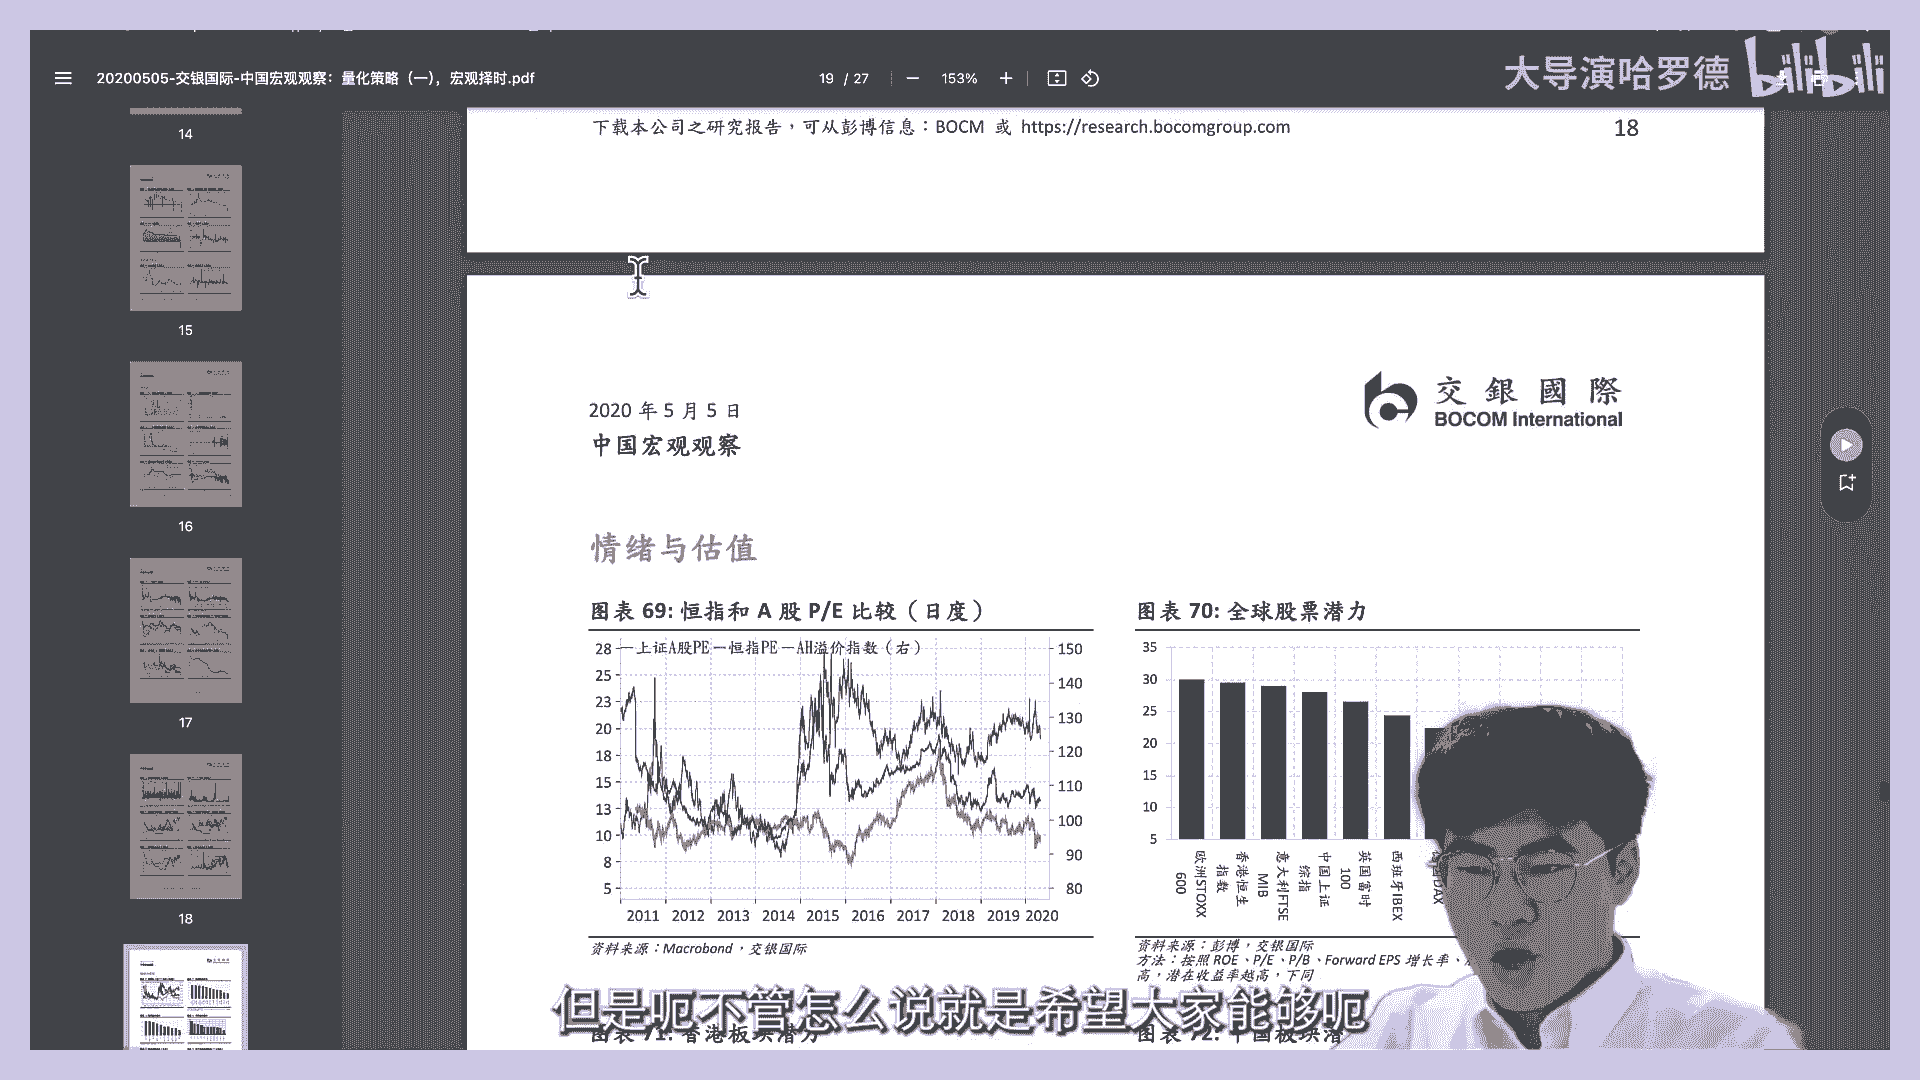 20200505-交银国际-中国宏观观察：量化策略（一），宏观择时.pdf
19 / 27
153%
大导演哈罗德
bilibili
14
15
16
17
18
下载本公司之研究报告，可从彭博信息：BOCM 或 https://research.bocomgroup.com
18
2020 年 5 月 5 日
中国宏观观察
交銀國際
BOCOM International
情绪与估值
图表 69: 恒指和 A 股 P/E 比较（日度）
上证A股PE
恒指PE
AH溢价指数（右）
28
25
23
20
18
15
13
10
8
5
150
140
130
120
110
100
90
80
2011 2012 2013 2014 2015 2016 2017 2018 2019 2020
资料来源：Macrobond，交银国际
图表 70: 全球股票潜力
35
30
25
20
15
10
5
欧洲STOXX 600
香港恒生指数
意大利FTSE MIB
中国上证综指
英国富时 100
西班牙IBEX
DAX
资料来源：彭博，交银国际
方法：按照 ROE、P/E、P/B、Forward EPS 增长率、
高，潜在收益率越高，下同
图表 71: 香港板块潜力
图表 72: 中国板块潜
但是呃不管怎么说就是希望大家能够呃